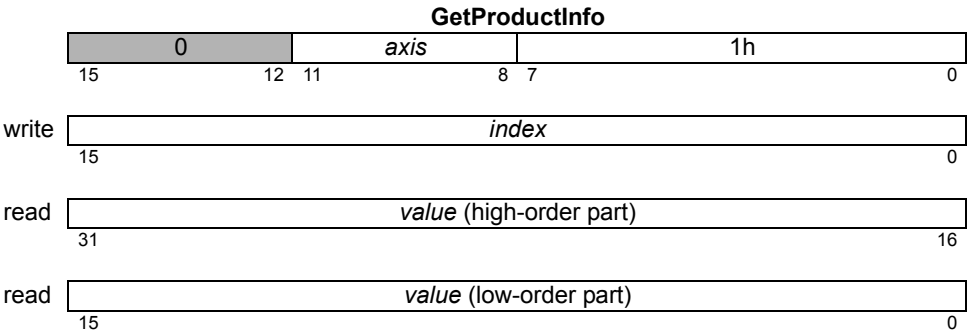 GetProductInfo
0 axis 1h
15 12 11 8 7 0
write index
15 0
read value (high-order part)
31 16
read value (low-order part)
15 0